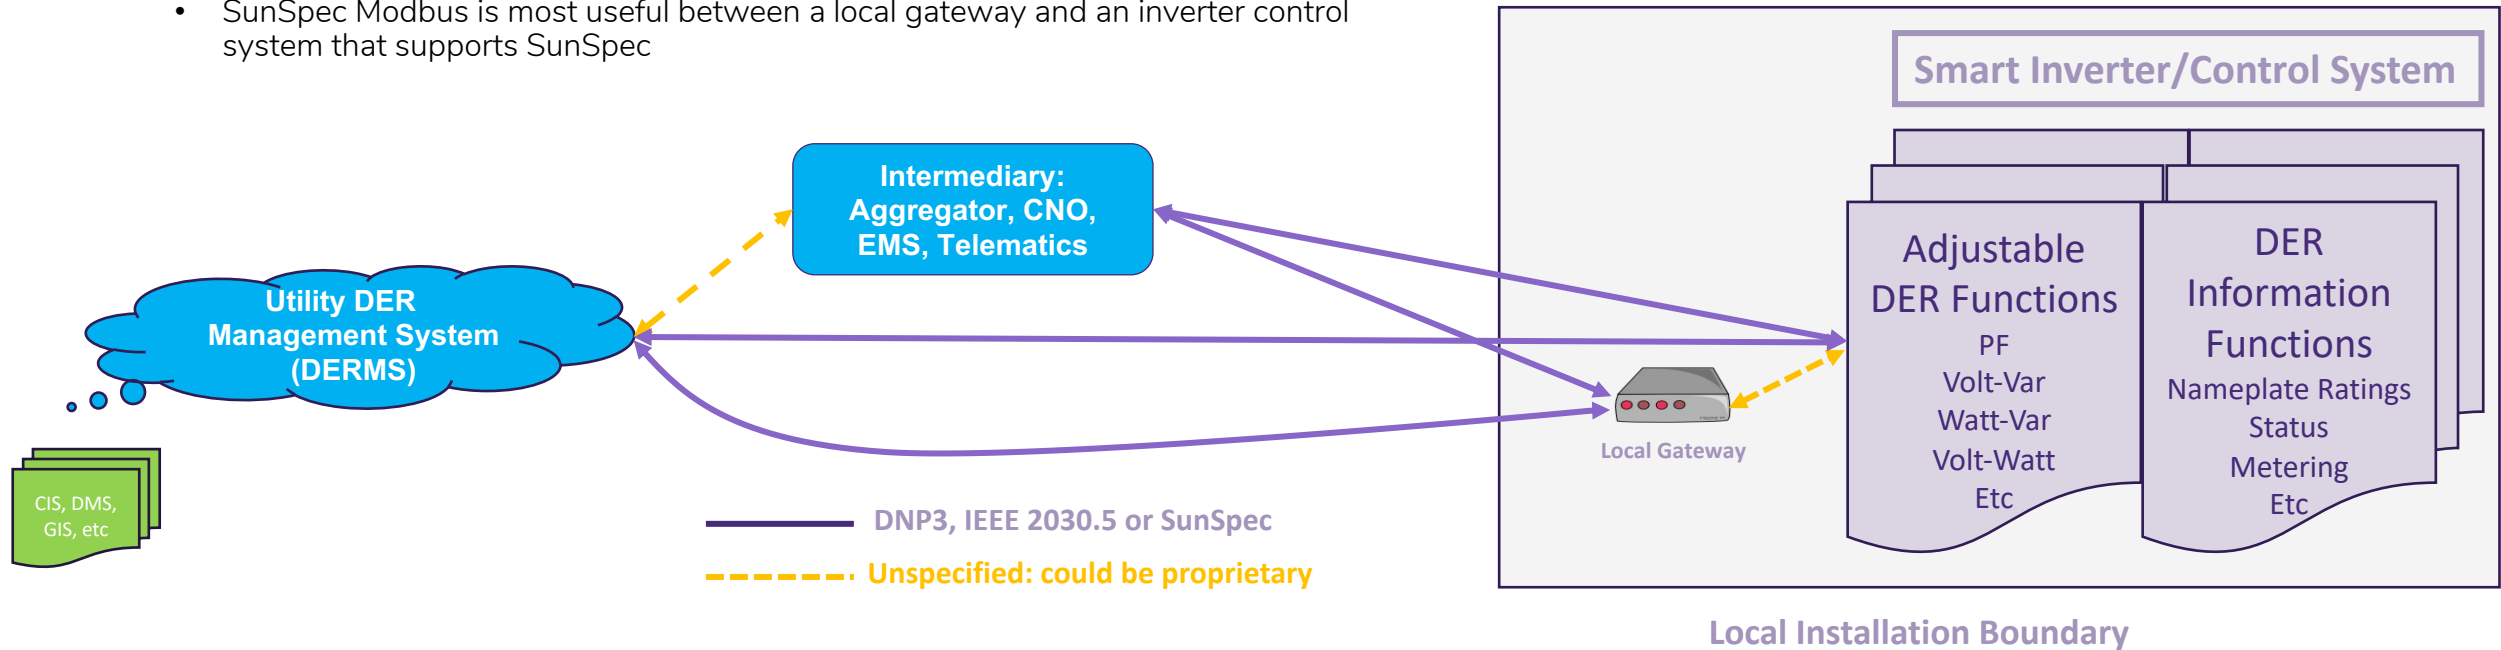 • SunSpec Modbus is most useful between a local gateway and an inverter control
system that supports SunSpec
Smart Inverter/Control System
Intermediary:
Aggregator, CNO,
EMS, Telematics
Utility DER
Management System
(DERMS)
Adjustable
DER Functions
PF
Volt-Var
Watt-Var
Volt-Watt
Etc
DER
Information
Functions
Nameplate Ratings
Status
Metering
Etc
Local Gateway
CIS, DMS,
GIS, etc
DNP3, IEEE 2030.5 or SunSpec
Unspecified: could be proprietary
Local Installation Boundary